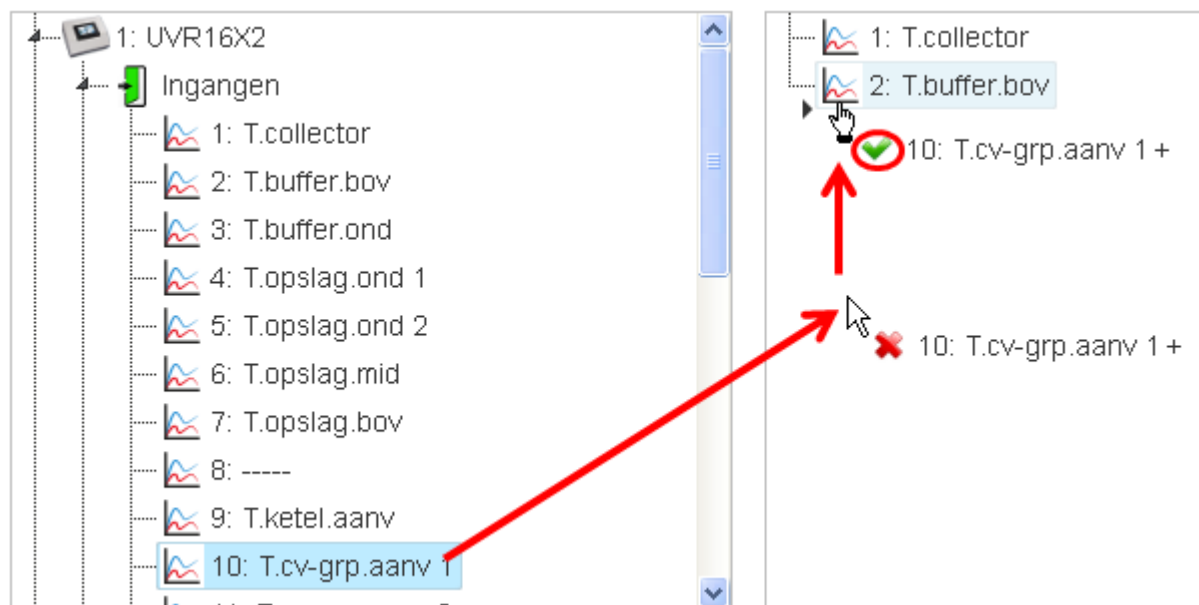 1: UVR16X2
Ingangen
1: T.collector
2: T.buffer.bov
3: T.buffer.ond
4: T.opslag.ond 1
5: T.opslag.ond 2
6: T.opslag.mid
7: T.opslag.bov
8: -----
9: T.ketel.aanv
10: T.cv-grp.aanv 1
1: T.collector
2: T.buffer.bov
10: T.cv-grp.aanv 1 +
10: T.cv-grp.aanv 1 +